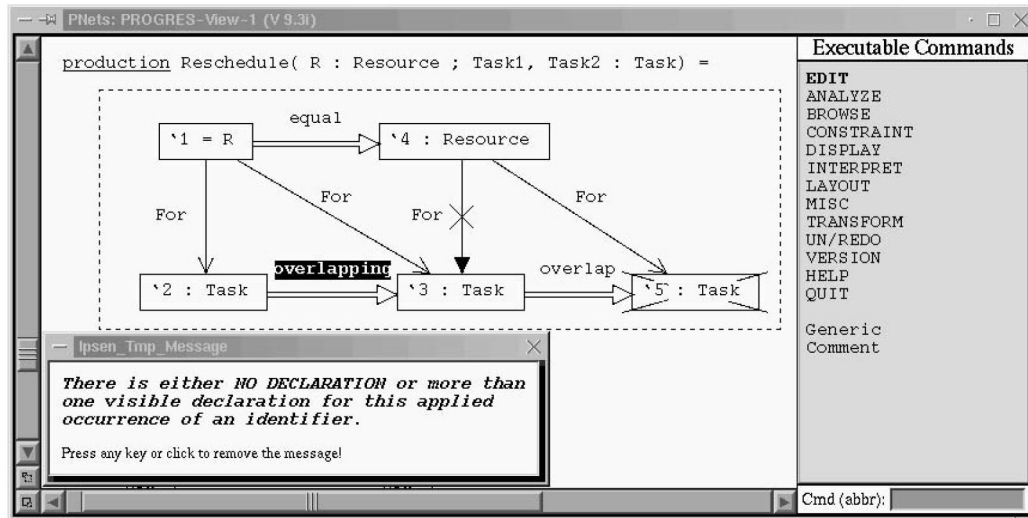 PNets: PROGRES-View-1 (V 9.3i)
production Reschedule( R : Resource ; Task1, Task2 : Task) =
equal
`1 = R
`4 : Resource
For
For
For
For
overlapping
overlap
`2 : Task
`3 : Task
`5 : Task
Ipsen_Tmp_Message
There is either NO DECLARATION or more than
one visible declaration for this applied
occurrence of an identifier.
Press any key or click to remove the message!
Executable Commands
EDIT
ANALYZE
BROWSE
CONSTRAINT
DISPLAY
INTERPRET
LAYOUT
MISC
TRANSFORM
UN/REDO
VERSION
HELP
QUIT
Generic
Comment
Cmd (abbr):